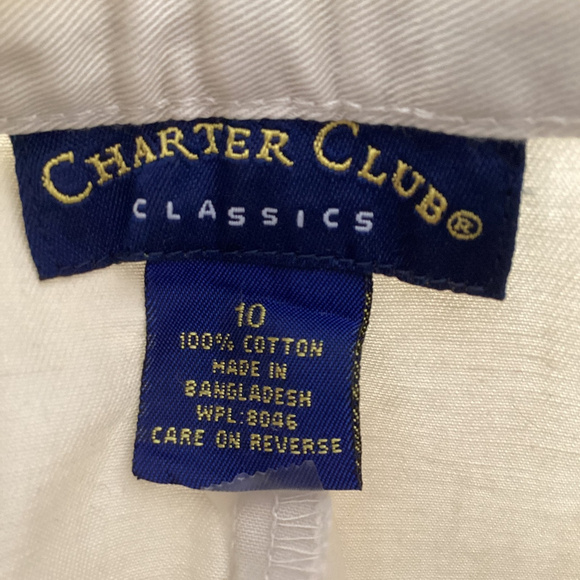 CHARTER CLUB®
CLASSICS
10
100% COTTON
MADE IN
BANGLADESH
WPL:8046
CARE ON REVERSE